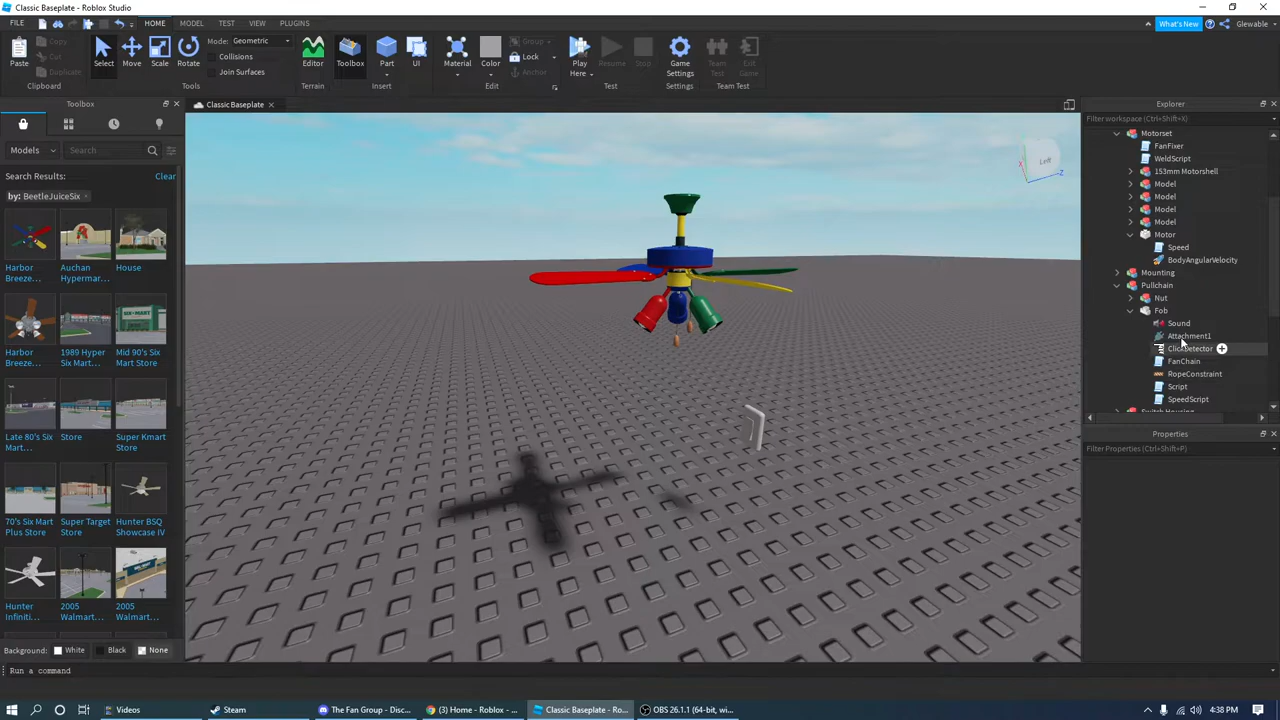 Classic Baseplate - Roblox Studio
FILE
HOME
MODEL
TEST
VIEW
PLUGINS
What's New
Glewable
Paste
Copy
Cut
Duplicate
Clipboard
Select
Move
Scale
Rotate
Mode: Geometric
Collisions
Join Surfaces
Tools
Editor
Terrain
Toolbox
Part
UI
Insert
Material
Color
Group
Lock
Anchor
Edit
Play Here
Resume
Stop
Test
Game Settings
Settings
Team Test
Exit Game
Team Test
Toolbox
Classic Baseplate
Explorer
Filter workspace (Ctrl+Shift+X)
Models
Search
Search Results:
Clear
by: BeetleJuiceSix
Harbor Breeze...
Auchan Hypermar...
House
Harbor Breeze...
1989 Hyper Six Mart...
Mid 90's Six Mart Store
Late 80's Six Mart...
Store
Super Kmart Store
70's Six Mart Plus Store
Super Target Store
Hunter BSQ Showcase IV
Hunter Infiniti...
2005 Walmart...
2005 Walmart...
Background:
White
Black
None
Left
X
Z
Motorset
FanFixer
WeldScript
153mm Motorshell
Model
Model
Model
Model
Motor
Speed
BodyAngularVelocity
Mounting
Pullchain
Nut
Fob
Sound
Attachment1
ClickDetector
FanChain
RopeConstraint
Script
SpeedScript
Switch Housing
Properties
Filter Properties (Ctrl+Shift+P)
Run a command
Videos
Steam
The Fan Group - Disc...
(3) Home - Roblox - ...
Classic Baseplate - Ro...
OBS 26.1.1 (64-bit, wi...
4:38 PM